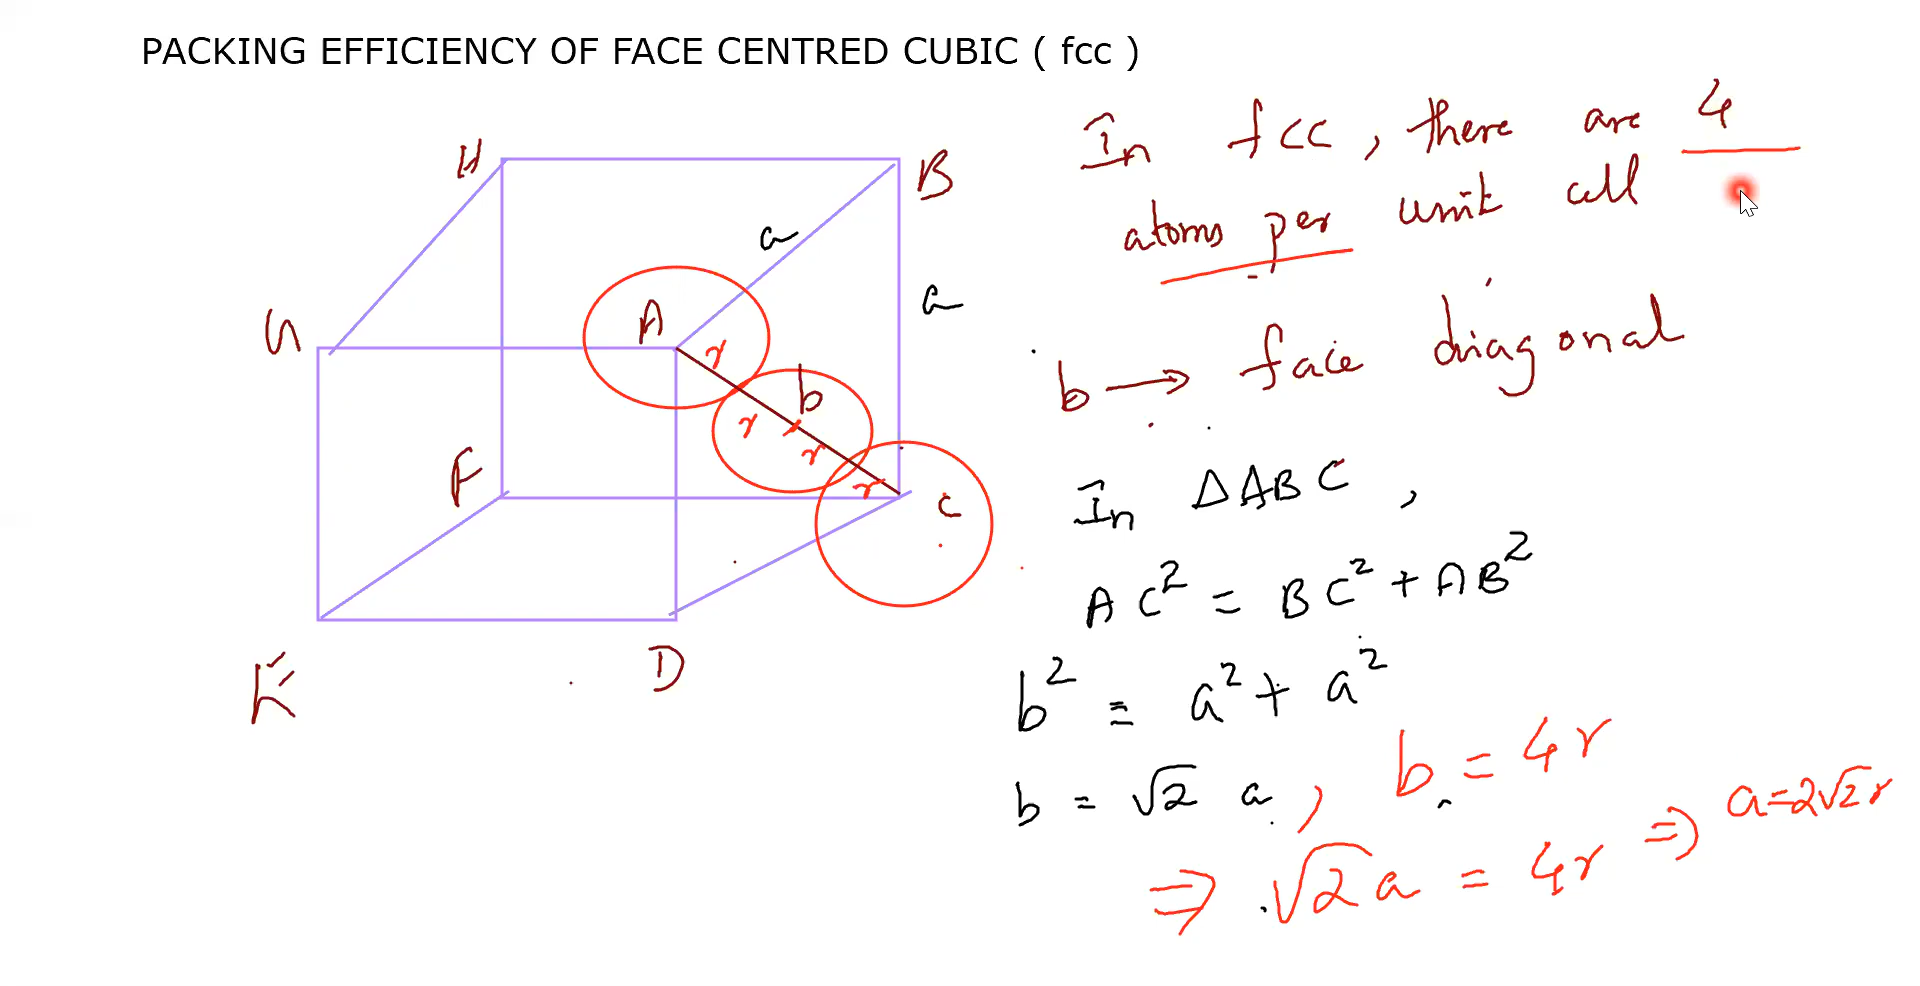 PACKING EFFICIENCY OF FACE CENTRED CUBIC ( fcc )
In fcc, there are 4
atoms per unit cell
b → face diagonal
In ΔABC,
AC² = BC² + AB²
b² = a² + a²
b = √2 a, b = 4r
⇒ √2 a = 4r ⇒ a=2√2r
H
B
a
a
G
A
r
b
r
r
r
F
C
E
D